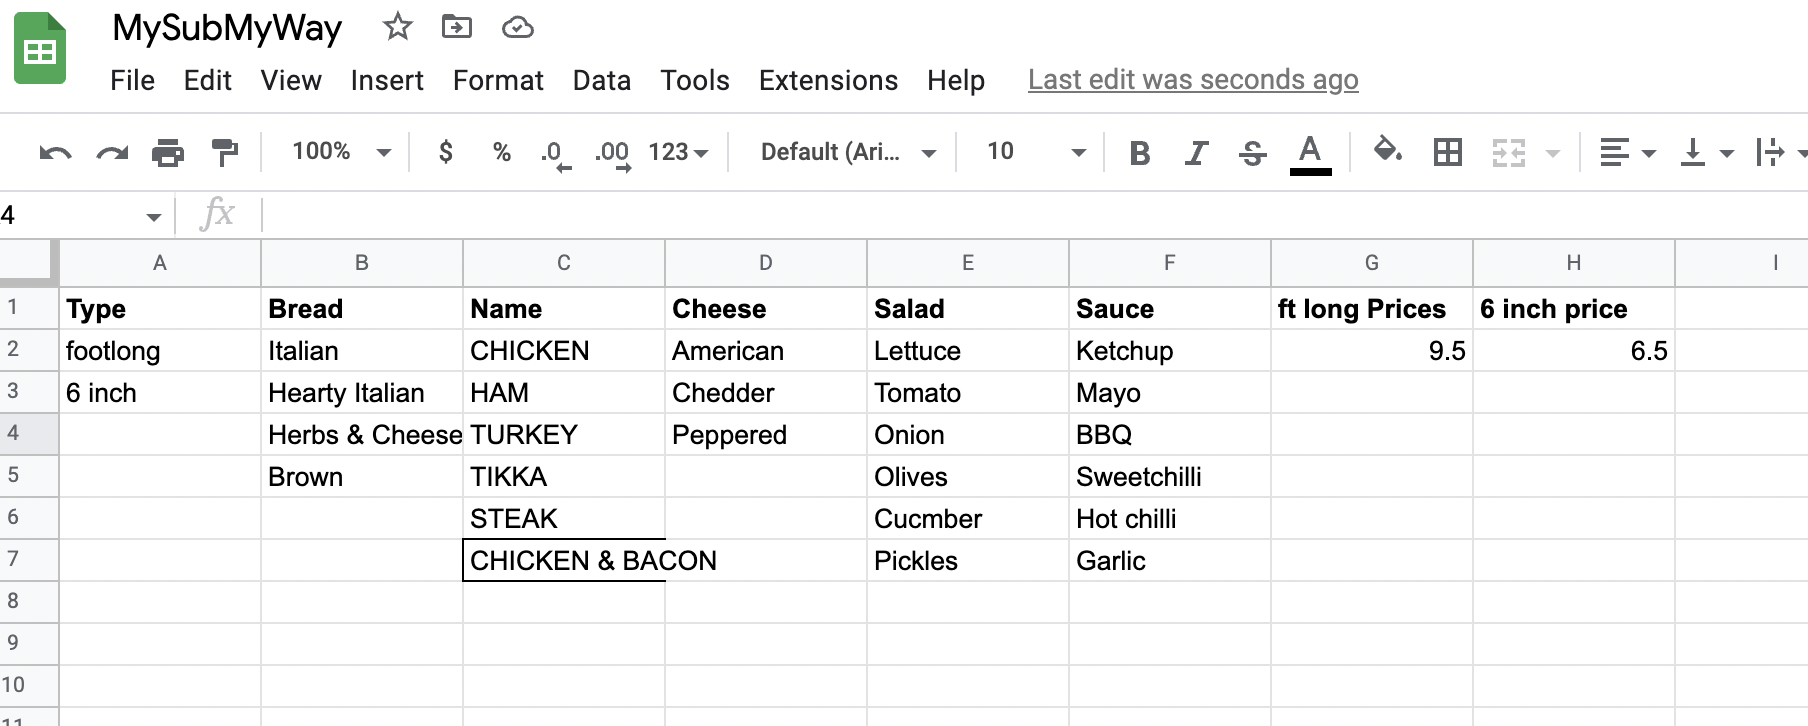 MySubMyWay
File Edit View Insert Format Data Tools Extensions Help Last edit was seconds ago
100% $ % .0 .00 123 Default (Ari... 10 B I S A
4 fx
A B C D E F G H I
1 Type Bread Name Cheese Salad Sauce ft long Prices 6 inch price
2 footlong Italian CHICKEN American Lettuce Ketchup 9.5 6.5
3 6 inch Hearty Italian HAM Chedder Tomato Mayo
4 Herbs & Cheese TURKEY Peppered Onion BBQ
5 Brown TIKKA Olives Sweetchilli
6 STEAK Cucmber Hot chilli
7 CHICKEN & BACON Pickles Garlic
8
9
10
11